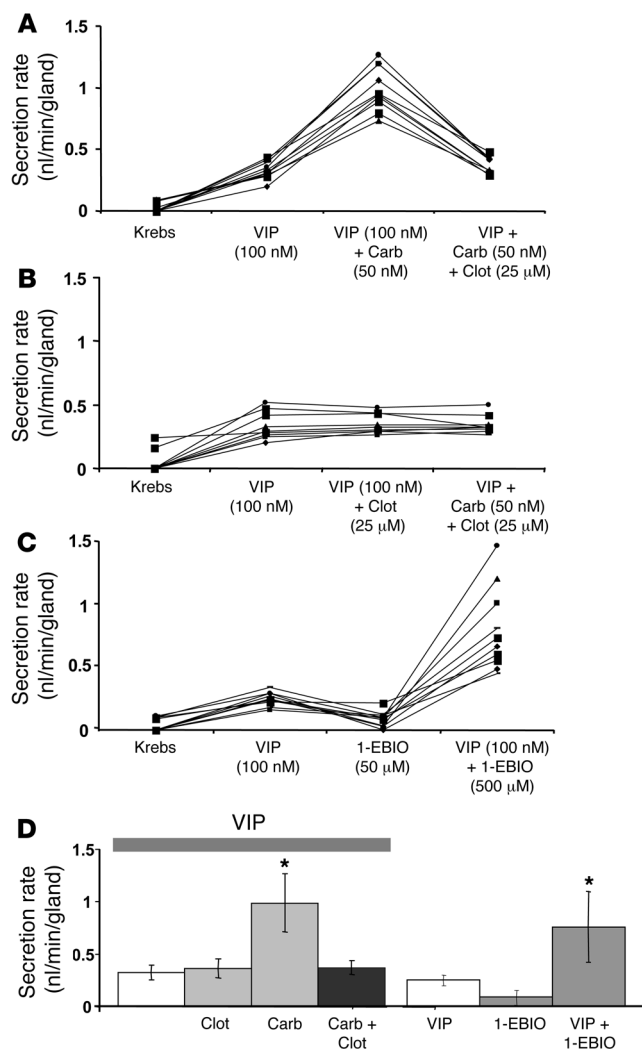 A
Secretion rate
(nl/min/gland)
1.5
1
0.5
0
Krebs
VIP
(100 nM)
VIP (100 nM)
+ Carb
(50 nM)
VIP +
Carb (50 nM)
+ Clot (25 μM)
B
Secretion rate
(nl/min/gland)
1.5
1
0.5
0
Krebs
VIP
(100 nM)
VIP (100 nM)
+ Clot
(25 μM)
VIP +
Carb (50 nM)
+ Clot (25 μM)
C
Secretion rate
(nl/min/gland)
1.5
1
0.5
0
Krebs
VIP
(100 nM)
1-EBIO
(50 μM)
VIP (100 nM)
+ 1-EBIO
(500 μM)
D
VIP
Secretion rate
(nl/min/gland)
1.5
1
0.5
0
*
*
Clot
Carb
Carb +
Clot
VIP
1-EBIO
VIP +
1-EBIO